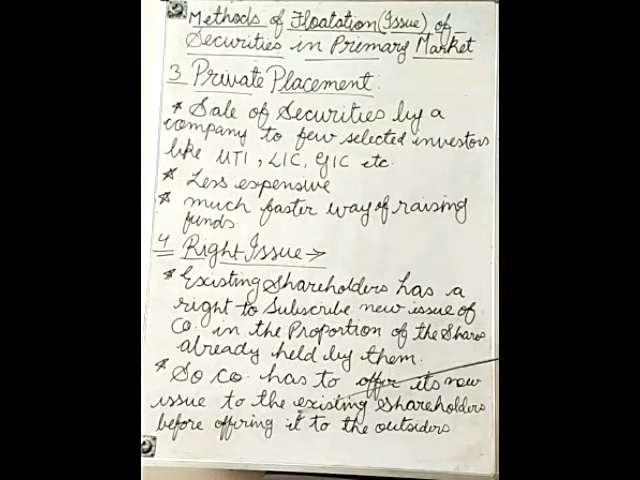 Methods of Floatation (Issue) of
Securities in Primary Market
3 Private Placement:
* Sale of Securities by a
company to few selected investors
like UTI, LIC, GIC etc.
* Less expensive
* much faster way of raising
funds.
4 Right Issue →
* Existing Shareholders has a
right to Subscribe new issue of
Co. in the Proportion of the Shares
already held by them.
* So Co. has to offer its new
issue to the existing Shareholders
before offering it to the outsiders